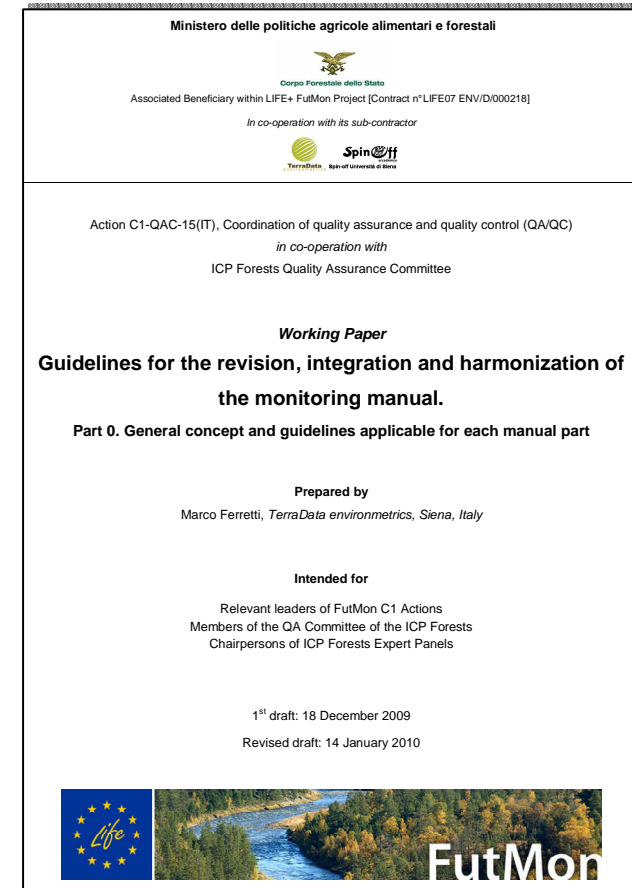 Ministero delle politiche agricole alimentari e forestali
Corpo Forestale dello Stato
Associated Beneficiary within LIFE+ FutMon Project [Contract n°LIFE07 ENV/D/000218]
In co-operation with its sub-contractor
TerraData
Spin Off
Spin-off Università di Siena
Action C1-QAC-15(IT), Coordination of quality assurance and quality control (QA/QC)
in co-operation with
ICP Forests Quality Assurance Committee
Working Paper
Guidelines for the revision, integration and harmonization of
the monitoring manual.
Part 0. General concept and guidelines applicable for each manual part
Prepared by
Marco Ferretti, TerraData environmetrics, Siena, Italy
Intended for
Relevant leaders of FutMon C1 Actions
Members of the QA Committee of the ICP Forests
Chairpersons of ICP Forests Expert Panels
1st draft: 18 December 2009
Revised draft: 14 January 2010
Life
FutMon